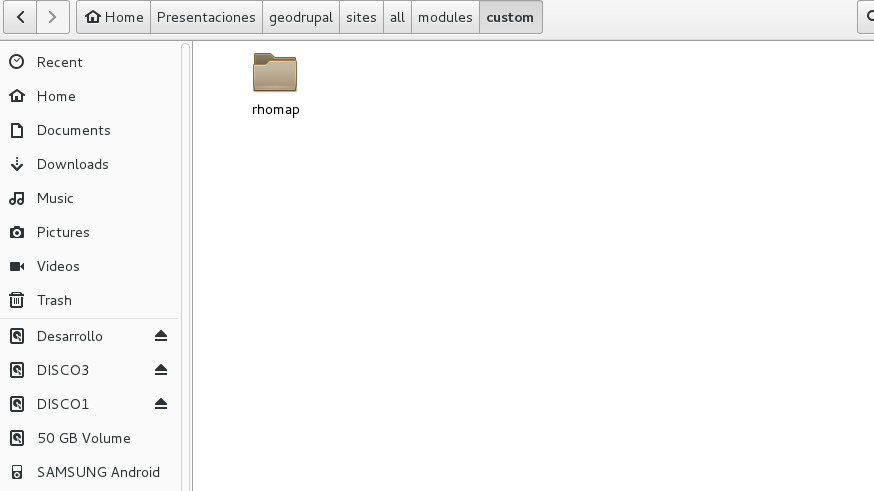 Home Presentaciones geodrupal sites all modules custom
Recent
Home
Documents
Downloads
Music
Pictures
Videos
Trash
Desarrollo
DISCO3
DISCO1
50 GB Volume
SAMSUNG Android
rhomap